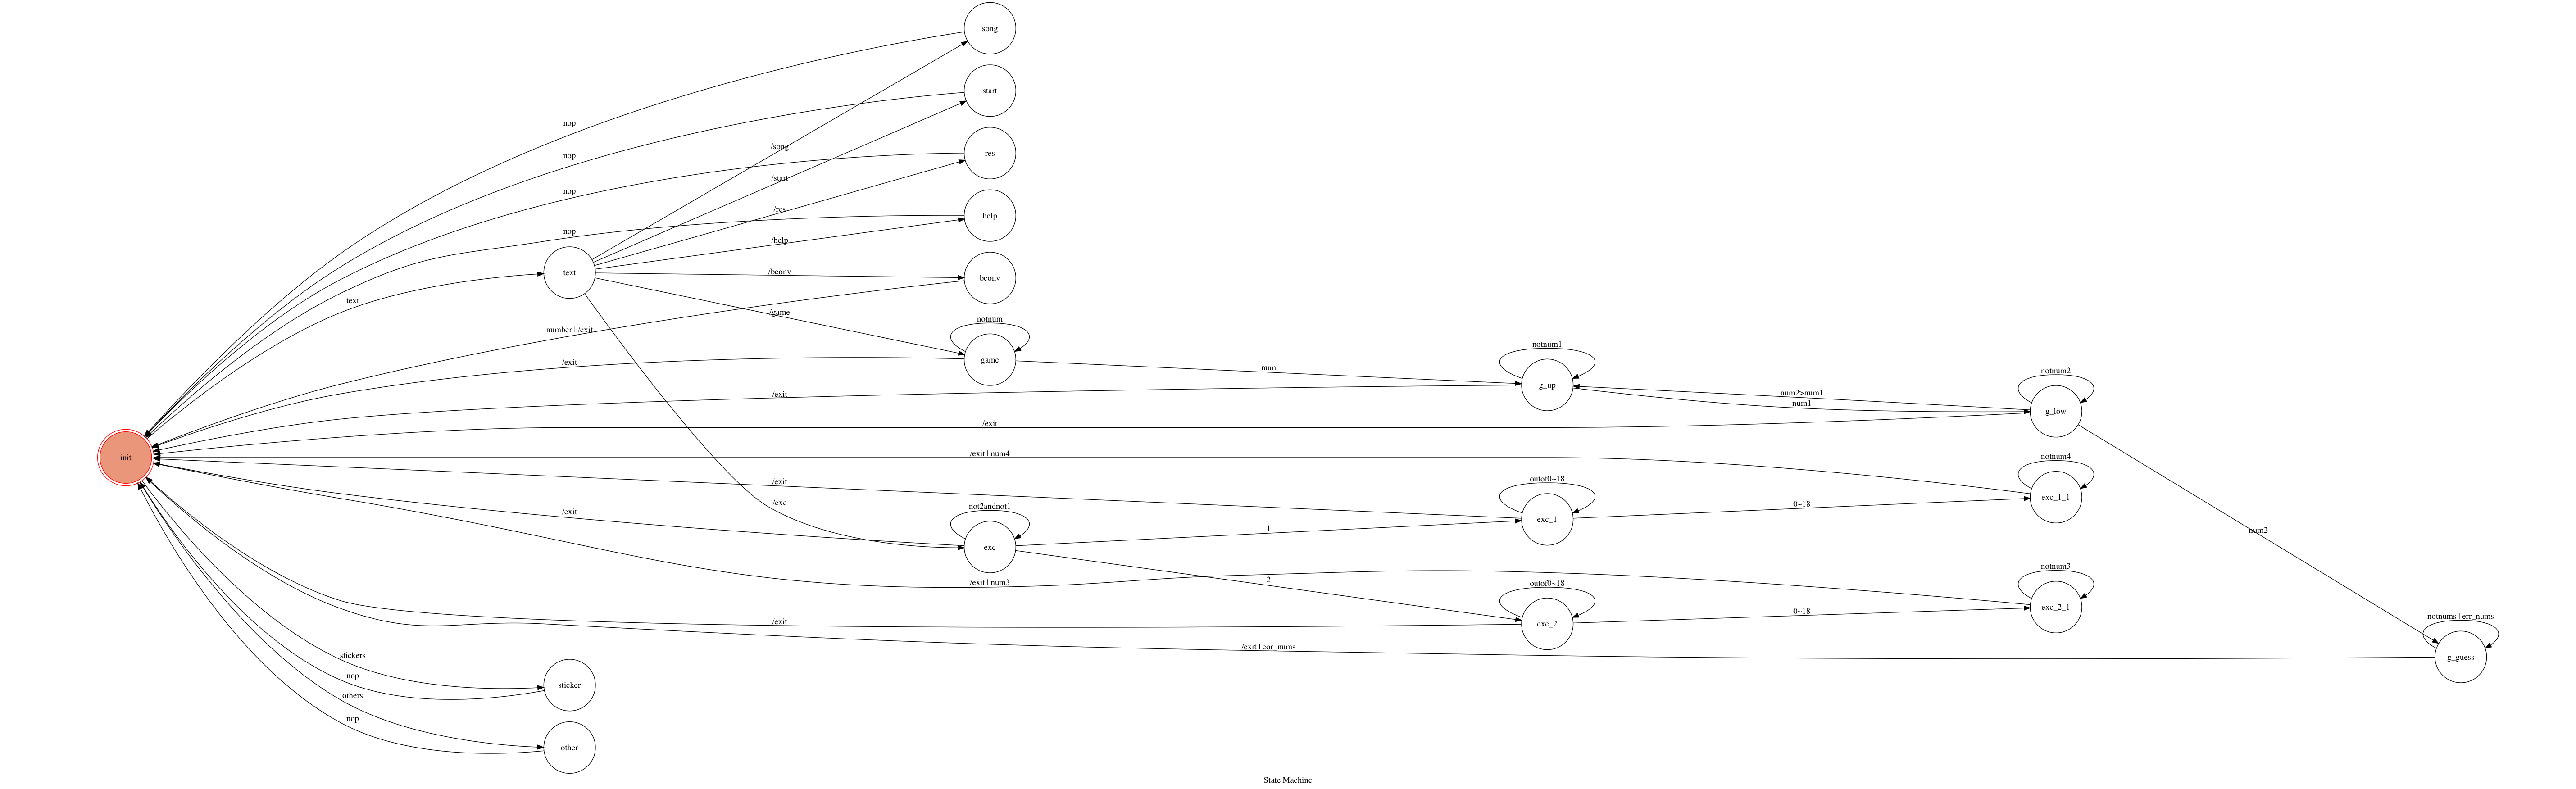 song
start
nop
/song
nop
res
/start
nop
/res
help
nop
/help
text
/bconv
bconv
text
/game
notnum
number | /exit
notnum1
/exit
game
num
notnum2
g_up
/exit
num2>num1
num1
g_low
/exit
init
/exit | num4
notnum4
/exit
outof0~18
exc_1_1
/exc
0~18
not2andnot1
/exit
exc_1
1
num2
exc
notnum3
/exit | num3
2
outof0~18
exc_2_1
0~18
notnums | err_nums
/exit
exc_2
/exit | cor_nums
stickers
g_guess
nop
sticker
others
nop
other
State Machine